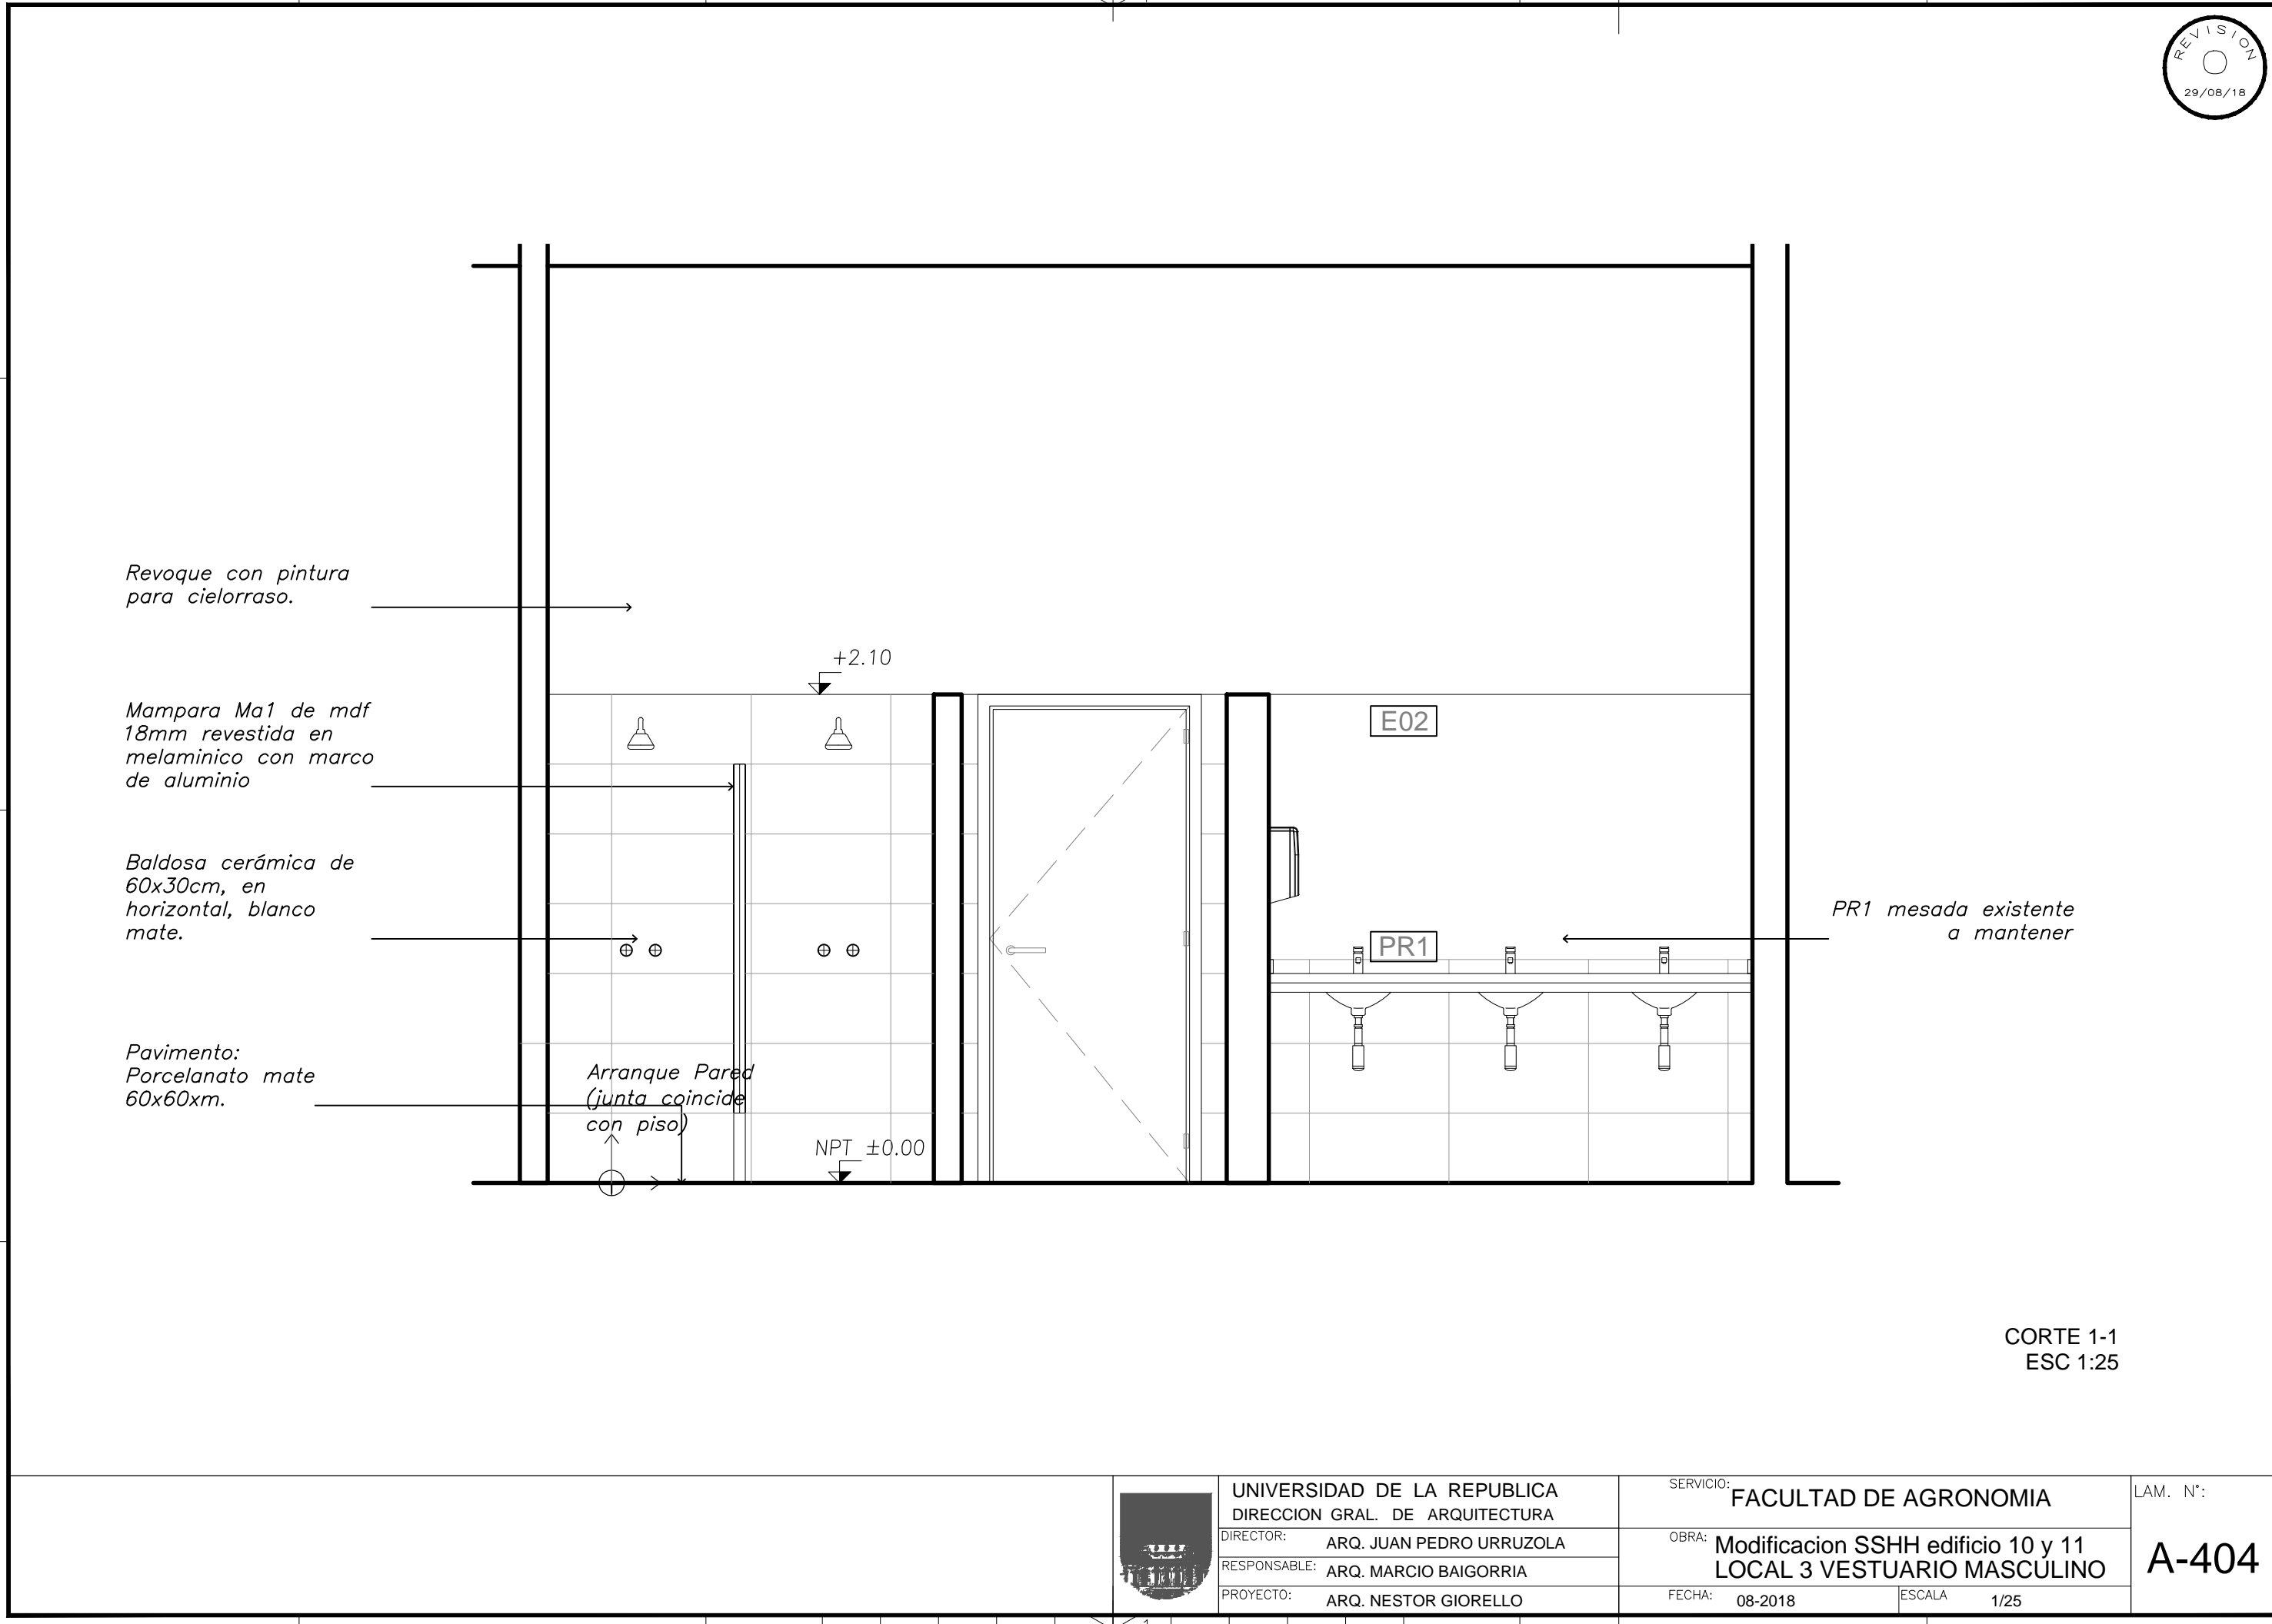 REVISION
0
29/08/18
Revoque con pintura
para cielorraso.
+2.10
Mampara Ma1 de mdf
18mm revestida en
melaminico con marco
de aluminio
E02
Baldosa cerámica de
60x30cm, en
horizontal, blanco
mate.
PR1
PR1 mesada existente
a mantener
Pavimento:
Porcelanato mate
60x60xm.
Arranque Pared
(junta coincide
con piso)
NPT ±0.00
CORTE 1-1
ESC 1:25
UNIVERSIDAD DE LA REPUBLICA
DIRECCION GRAL. DE ARQUITECTURA
DIRECTOR: ARQ. JUAN PEDRO URRUZOLA
RESPONSABLE: ARQ. MARCIO BAIGORRIA
PROYECTO: ARQ. NESTOR GIORELLO
SERVICIO: FACULTAD DE AGRONOMIA
OBRA: Modificacion SSHH edificio 10 y 11
LOCAL 3 VESTUARIO MASCULINO
FECHA: 08-2018
ESCALA 1/25
LAM. N°:
A-404